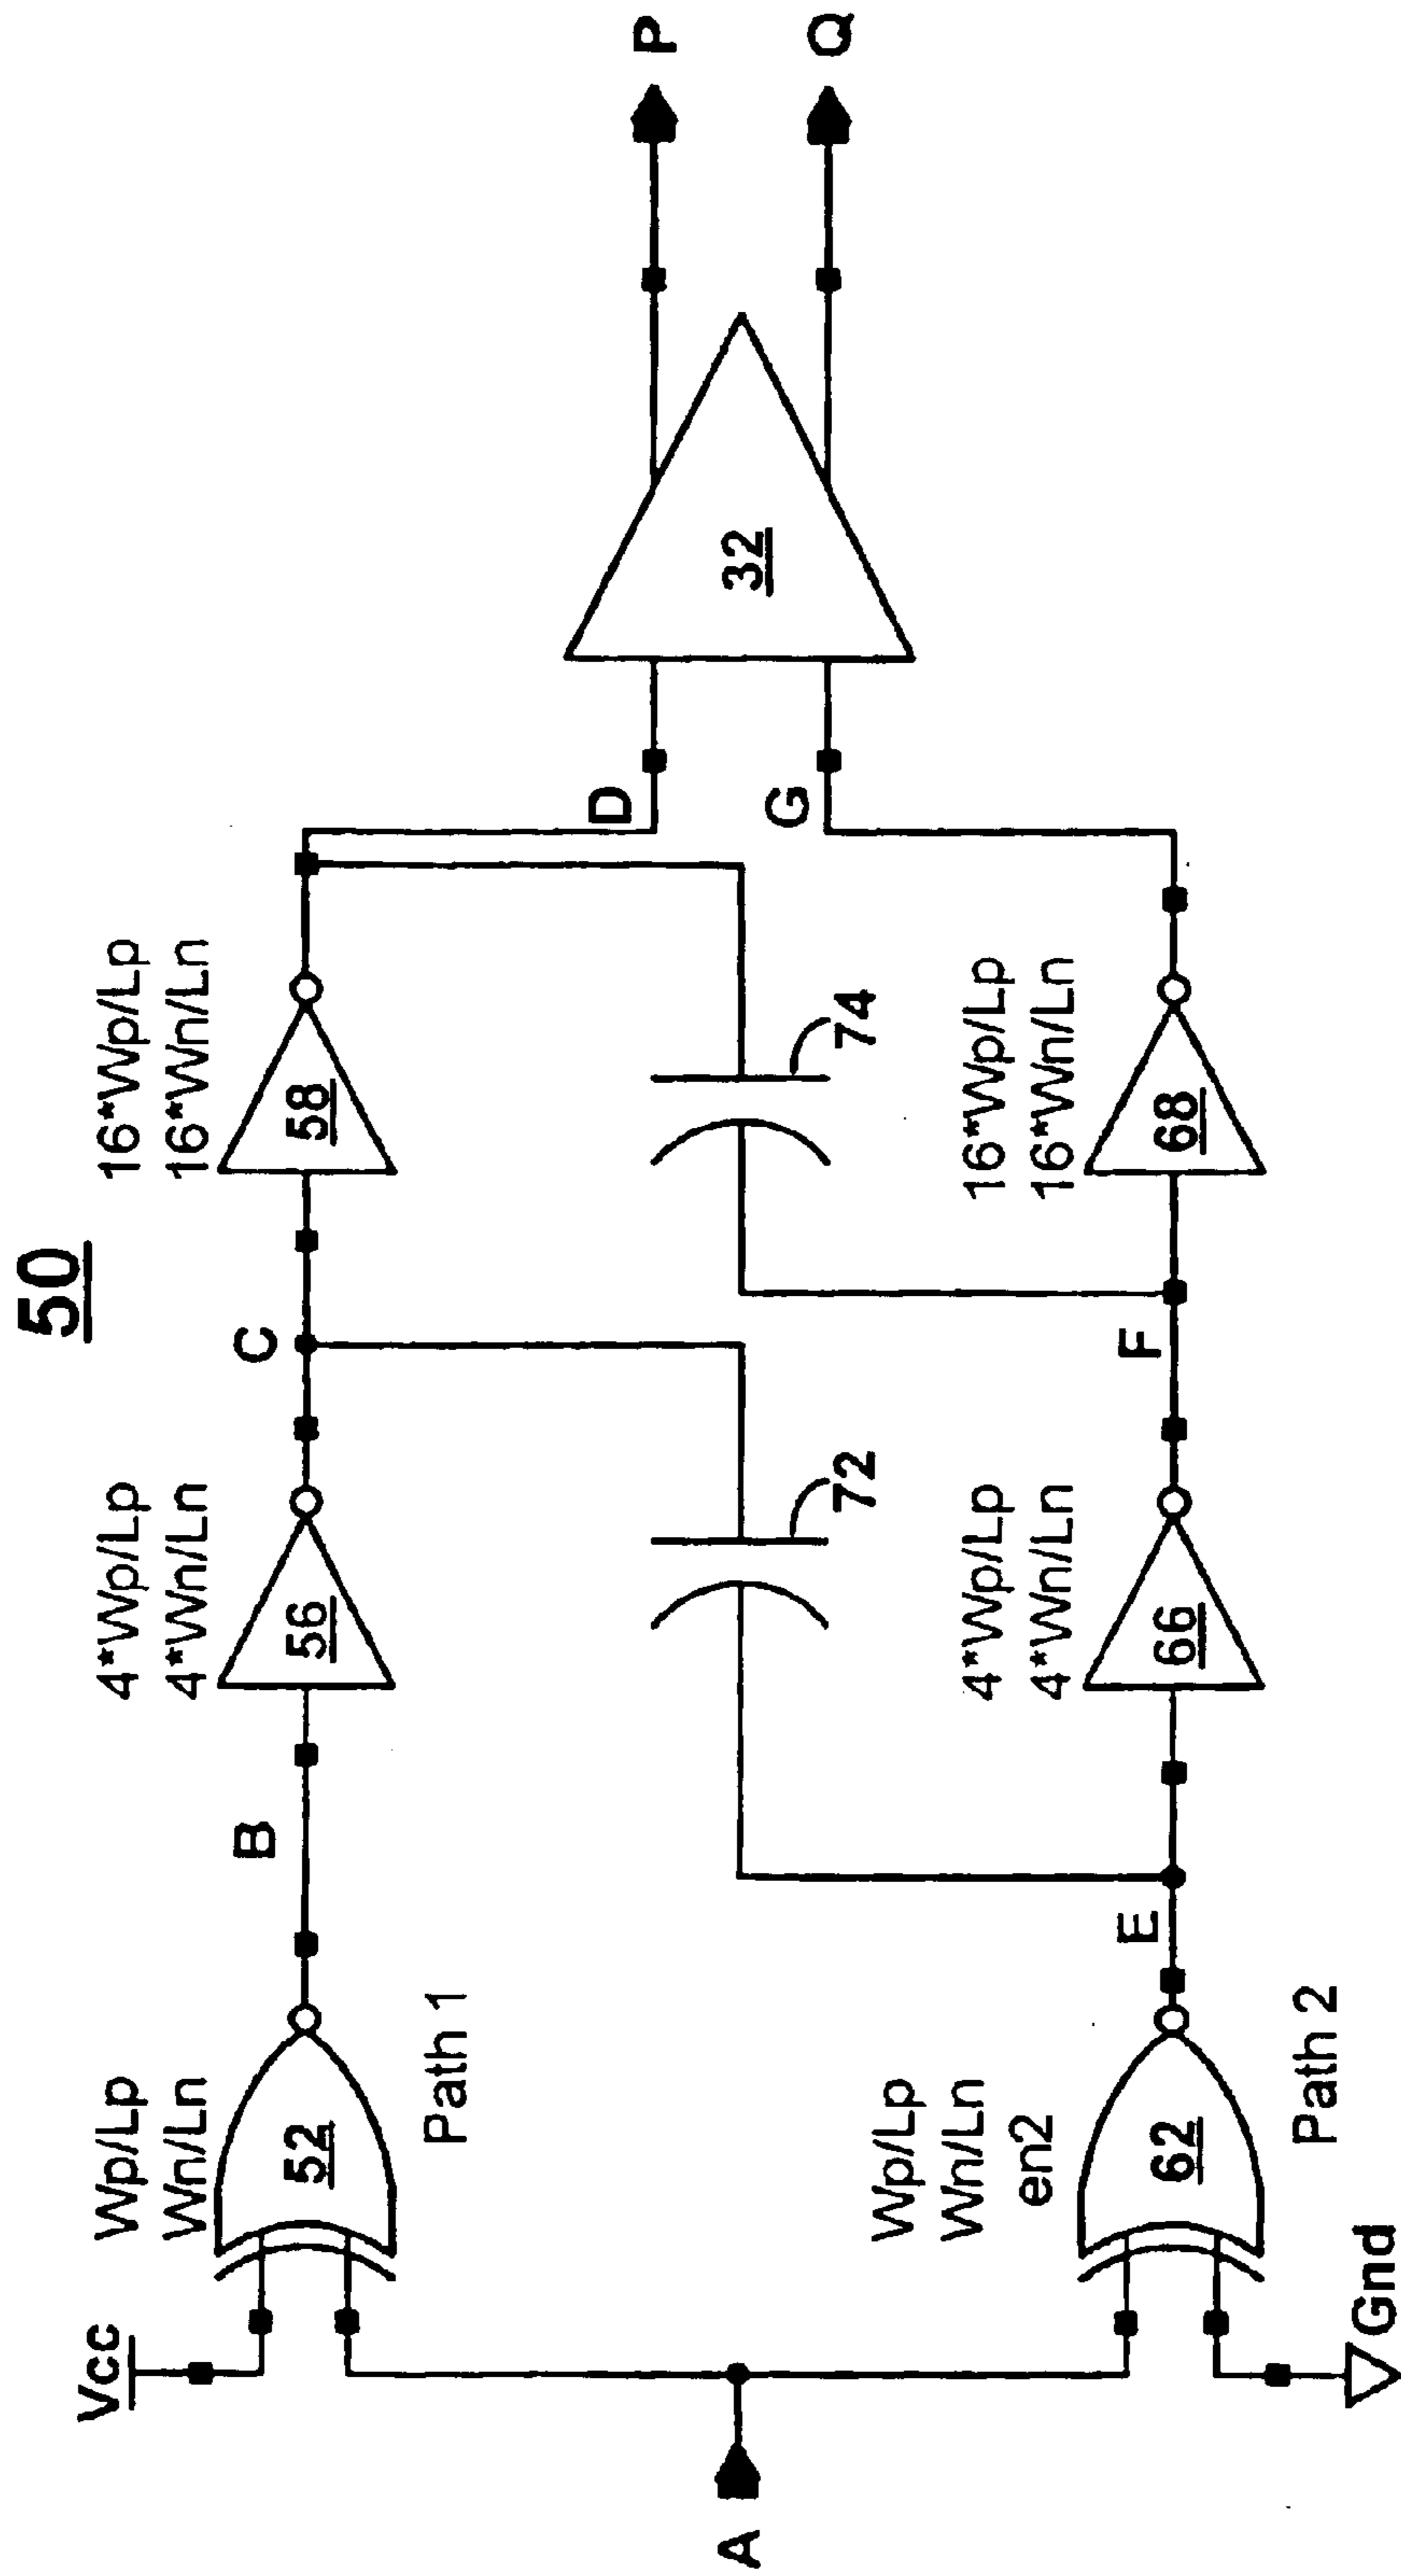 50
Vcc
Wp/Lp
Wn/Ln
52
Path 1
B
4*Wp/Lp
4*Wn/Ln
56
C
16*Wp/Lp
16*Wn/Ln
58
D
A
72
74
32
P
Q
G
Wp/Lp
Wn/Ln
en2
62
Path 2
Gnd
E
4*Wp/Lp
4*Wn/Ln
66
F
16*Wp/Lp
16*Wn/Ln
68